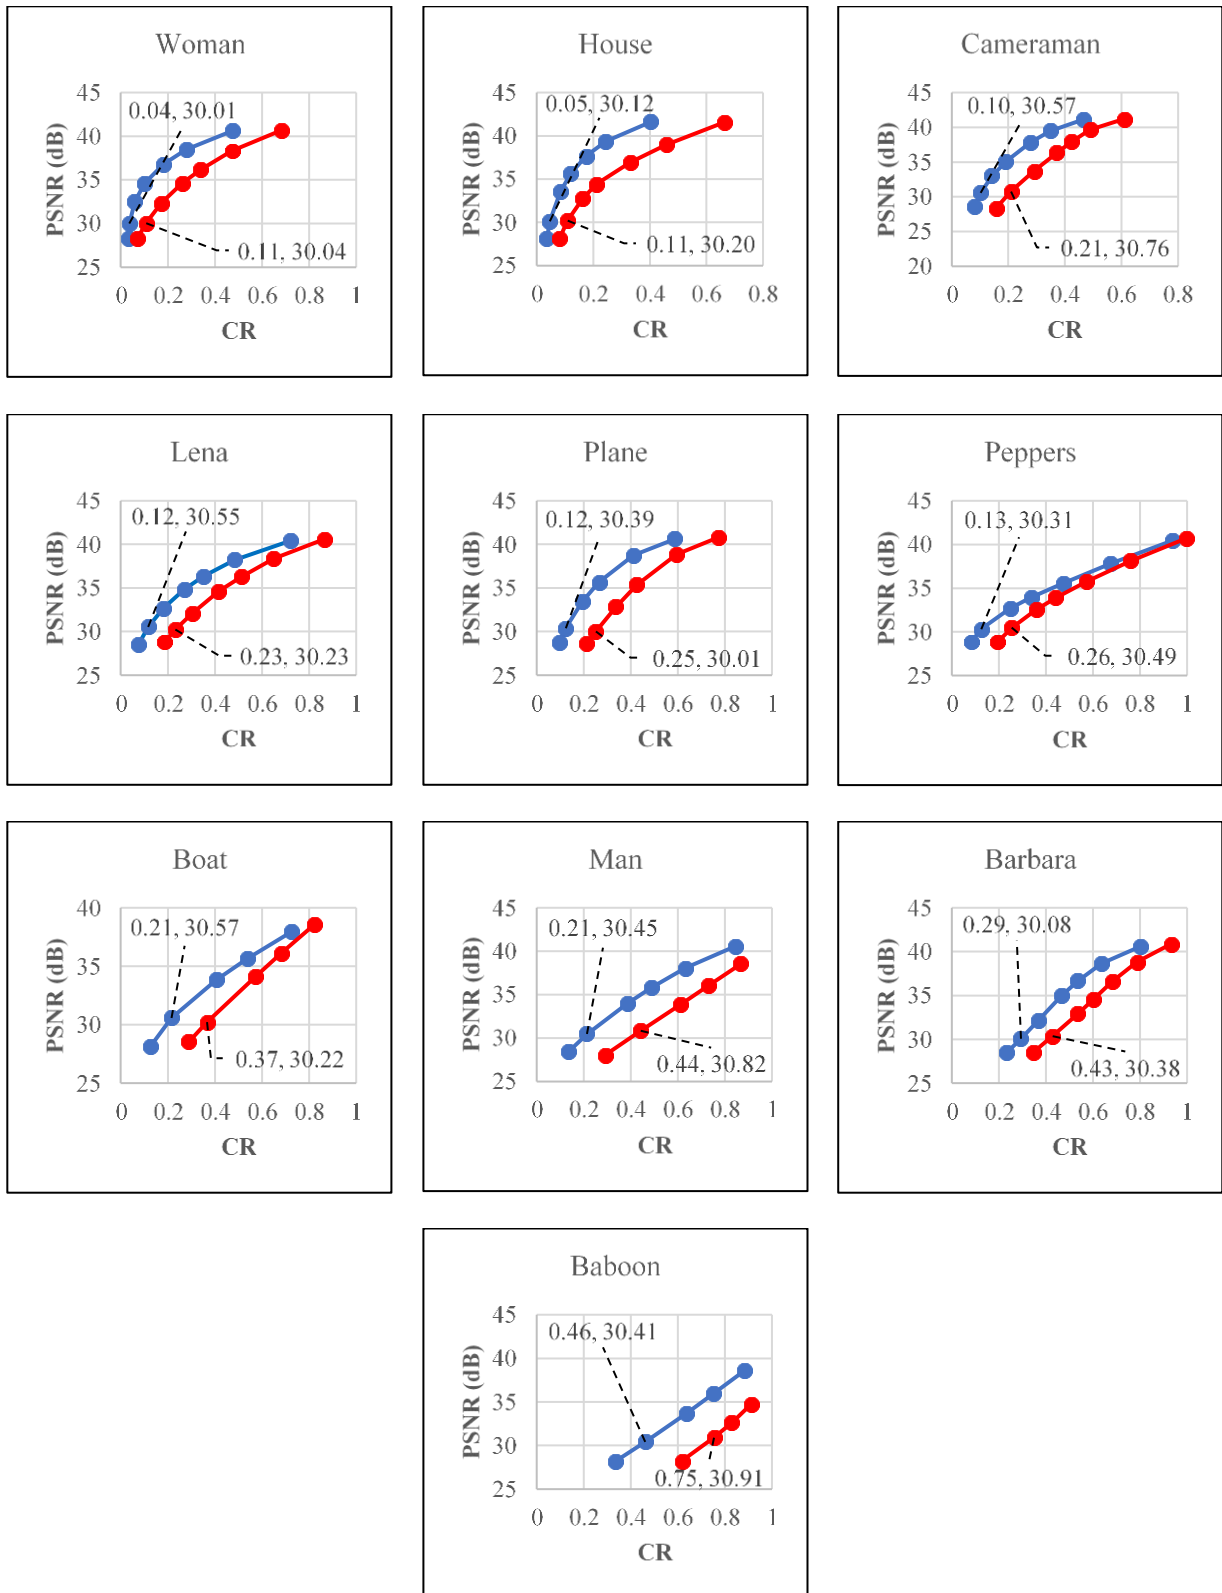 Woman
45
40
35
30
25
PSNR (dB)
0.04, 30.01
0.11, 30.04
0 0.2 0.4 0.6 0.8 1
CR
House
45
40
35
30
25
PSNR (dB)
0.05, 30.12
0.11, 30.20
0 0.2 0.4 0.6 0.8
CR
Cameraman
45
40
35
30
25
20
PSNR (dB)
0.10, 30.57
0.21, 30.76
0 0.2 0.4 0.6 0.8
CR
Lena
45
40
35
30
25
PSNR (dB)
0.12, 30.55
0.23, 30.23
0 0.2 0.4 0.6 0.8 1
CR
Plane
45
40
35
30
25
PSNR (dB)
0.12, 30.39
0.25, 30.01
0 0.2 0.4 0.6 0.8 1
CR
Peppers
45
40
35
30
25
PSNR (dB)
0.13, 30.31
0.26, 30.49
0 0.2 0.4 0.6 0.8 1
CR
Boat
40
35
30
25
PSNR (dB)
0.21, 30.57
0.37, 30.22
0 0.2 0.4 0.6 0.8 1
CR
Man
45
40
35
30
25
PSNR (dB)
0.21, 30.45
0.44, 30.82
0 0.2 0.4 0.6 0.8 1
CR
Barbara
45
40
35
30
25
PSNR (dB)
0.29, 30.08
0.43, 30.38
0 0.2 0.4 0.6 0.8 1
CR
Baboon
45
40
35
30
25
PSNR (dB)
0.46, 30.41
0.75, 30.91
0 0.2 0.4 0.6 0.8 1
CR